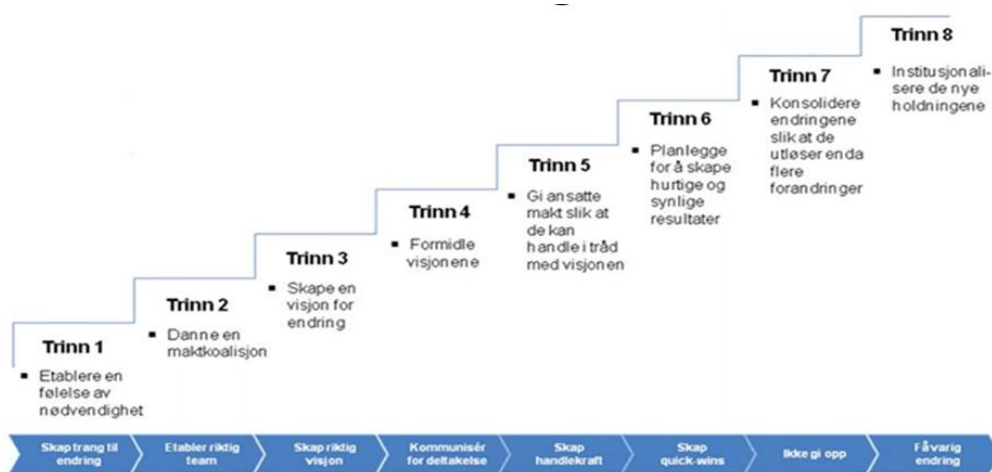 Trinn 1
Etablere en
følelse av
nødvendighet
Trinn 2
Danne en
maktkoalisjon
Trinn 3
Skape en
visjon for
endring
Trinn 4
Formidle
visjonene
Trinn 5
Gi ansatte
makt slik at
de kan
handle i tråd
med visjonen
Trinn 6
Planlegge
for å skape
hurtige og
synlige
resultater
Trinn 7
Konsolidere
endringene
slik at de
utløser enda
flere
forandringer
Trinn 8
Institusjonali-
sere de nye
holdningene
Skap trang til
endring
Etabler riktig
team
Skap riktig
visjon
Kommunisér
for deltakelse
Skap
handlekraft
Skap
quick-wins
Ikke gi opp
Få varig
endring